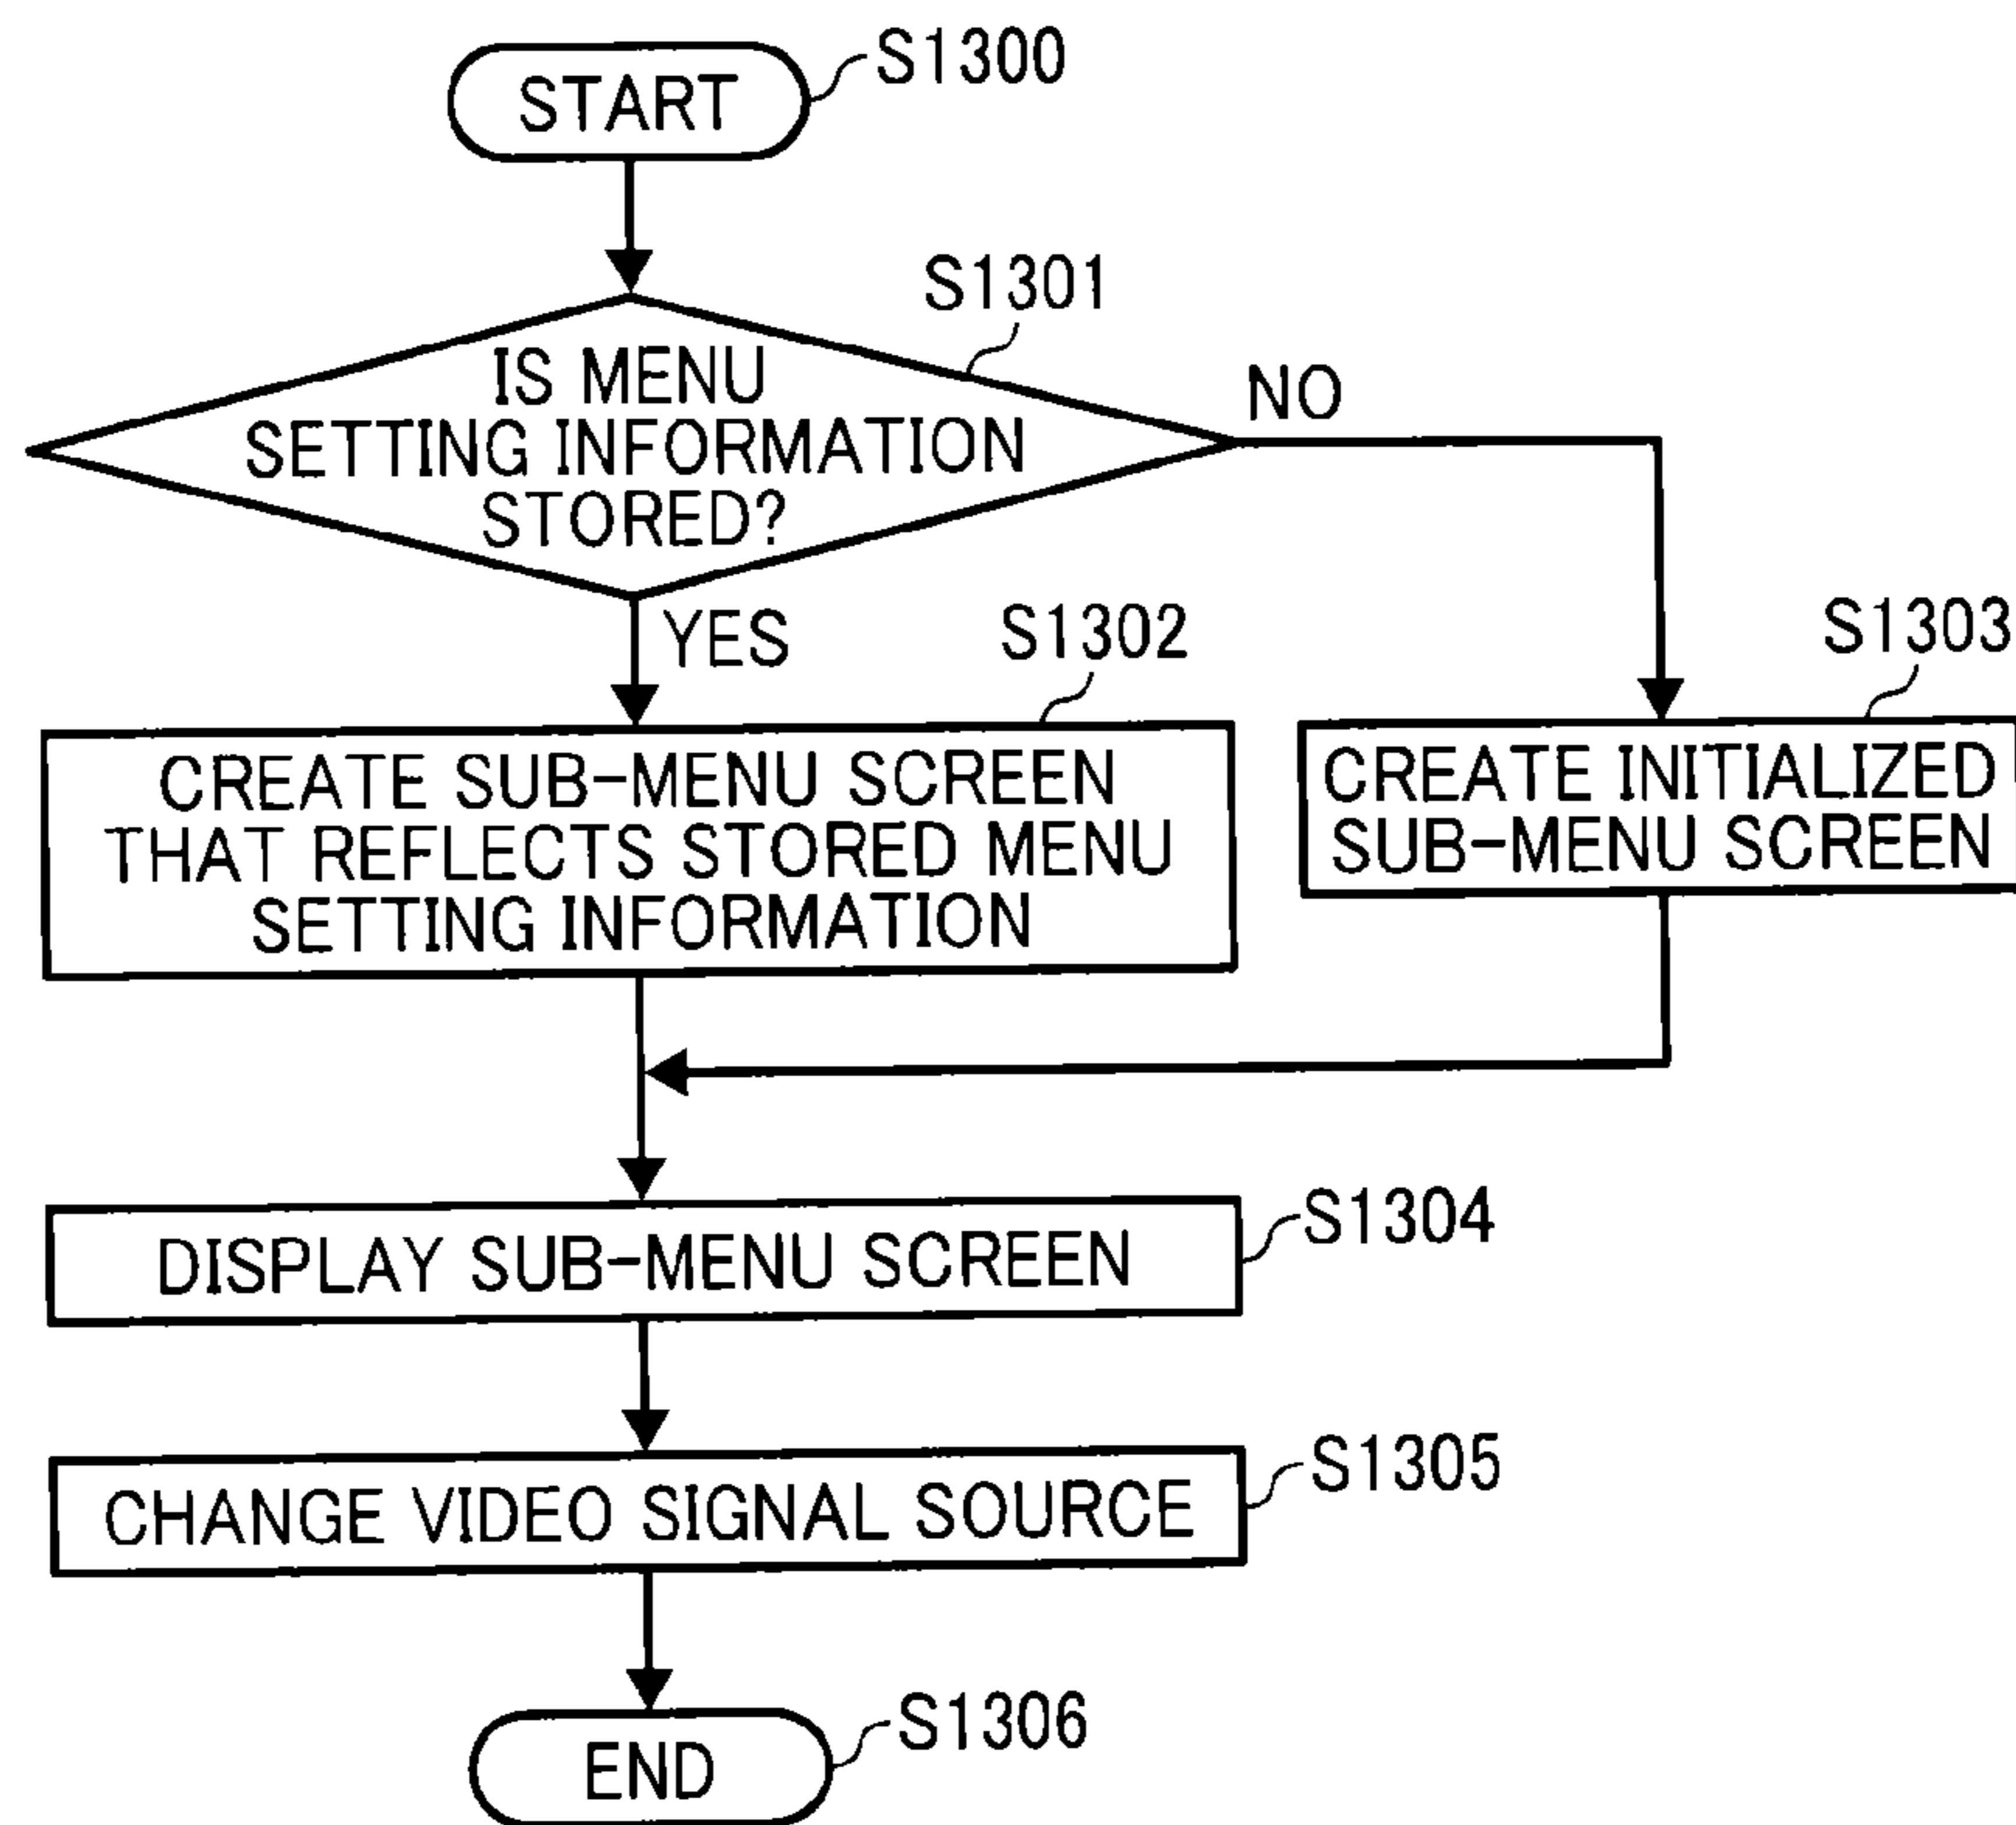 START
S1300
S1301
IS MENU
SETTING INFORMATION
STORED?
NO
YES
S1302
S1303
CREATE SUB-MENU SCREEN
THAT REFLECTS STORED MENU
SETTING INFORMATION
CREATE INITIALIZED
SUB-MENU SCREEN
DISPLAY SUB-MENU SCREEN
S1304
CHANGE VIDEO SIGNAL SOURCE
S1305
END
S1306